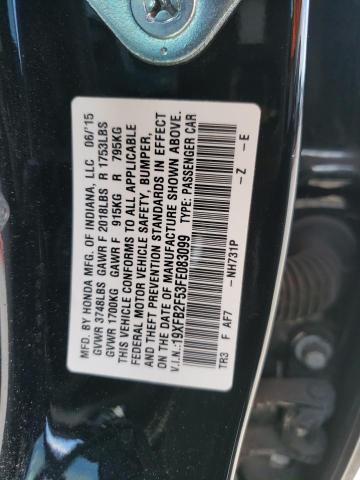 MFD. BY HONDA MFG. OF INDIANA, LLC 06/'15
GVWR 3748LBS GAWR F 2018LBS R 1753LBS
GVWR 1700KG GAWR F 915KG R 795KG
THIS VEHICLE CONFORMS TO ALL APPLICABLE
FEDERAL MOTOR VEHICLE SAFETY, BUMPER,
AND THEFT PREVENTION STANDARDS IN EFFECT
ON THE DATE OF MANUFACTURE SHOWN ABOVE.
V.I.N.: 19XFB2F53FE083099 TYPE: PASSENGER CAR
-NH731P -Z -E
TR3 F AF7